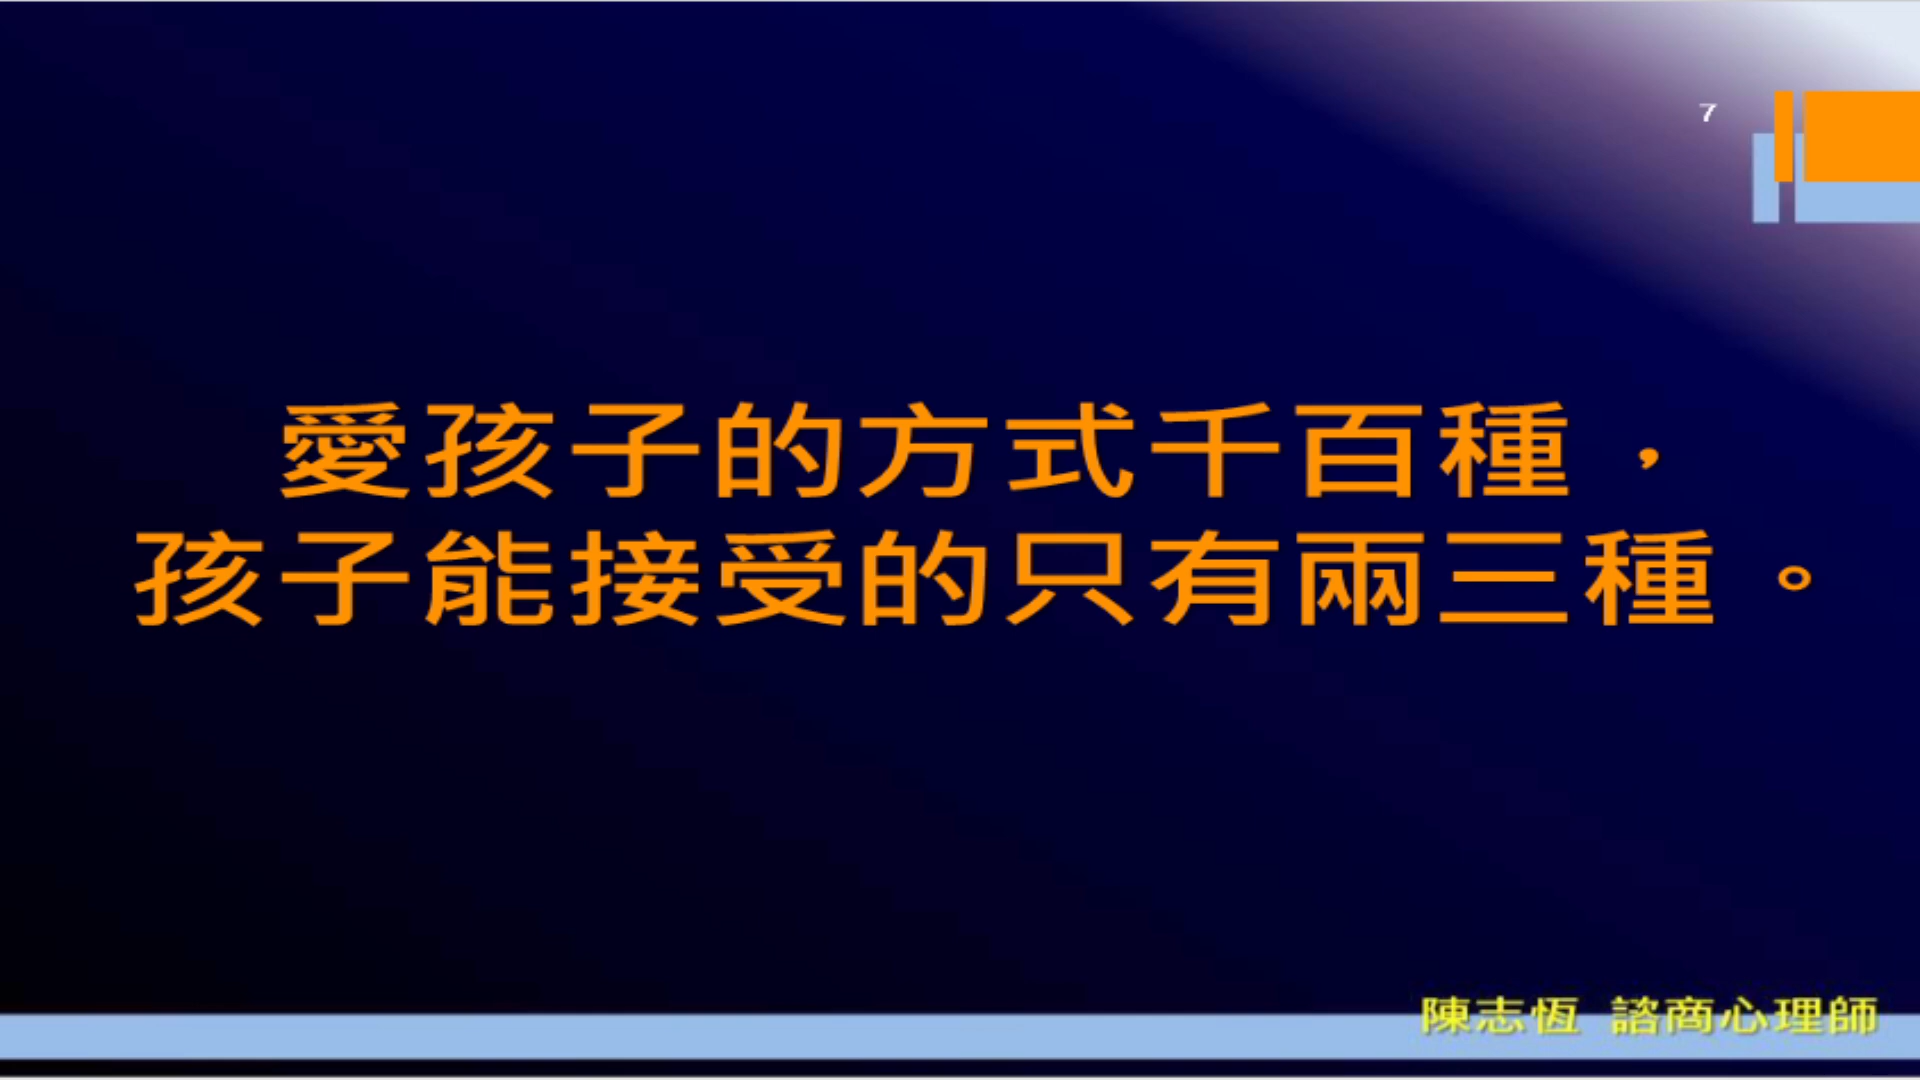 7
愛孩子的方式千百種，
孩子能接受的只有兩三種。
陳志恆 諮商心理師